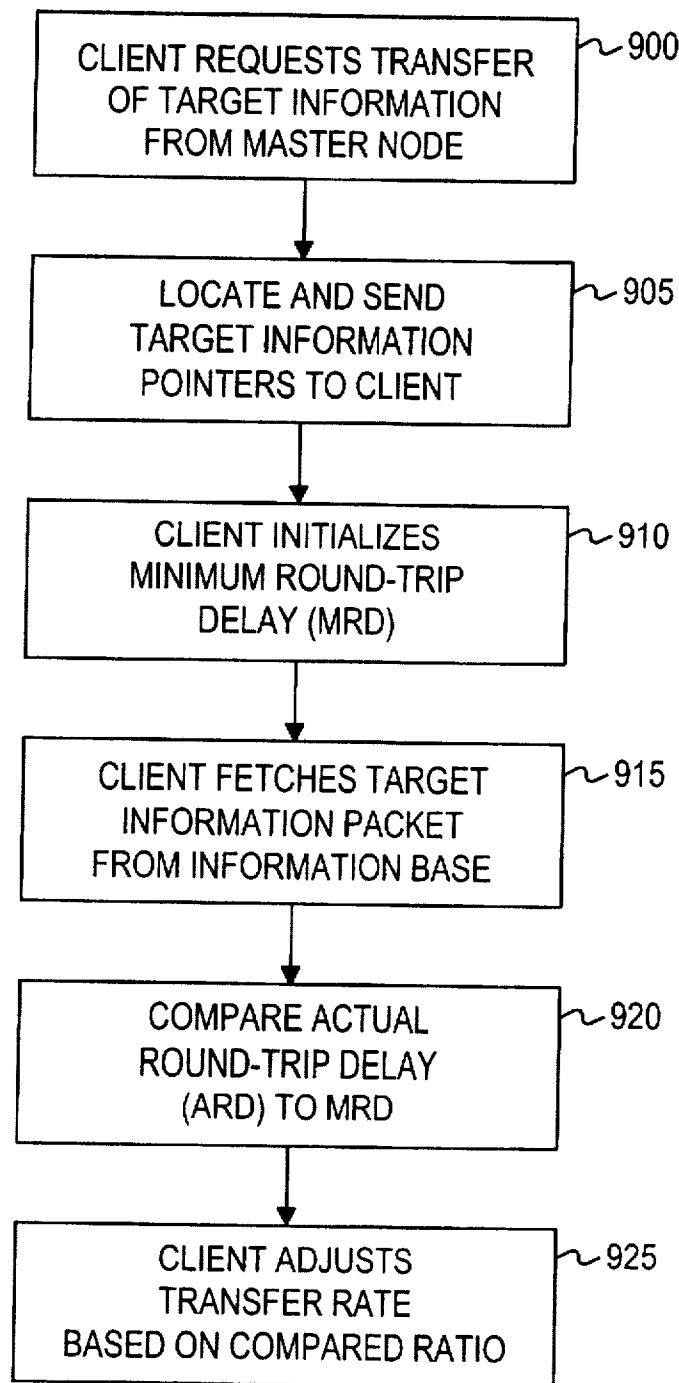 CLIENT REQUESTS TRANSFER
OF TARGET INFORMATION
FROM MASTER NODE
900
LOCATE AND SEND
TARGET INFORMATION
POINTERS TO CLIENT
905
CLIENT INITIALIZES
MINIMUM ROUND-TRIP
DELAY (MRD)
910
CLIENT FETCHES TARGET
INFORMATION PACKET
FROM INFORMATION BASE
915
COMPARE ACTUAL
ROUND-TRIP DELAY
(ARD) TO MRD
920
CLIENT ADJUSTS
TRANSFER RATE
BASED ON COMPARED RATIO
925